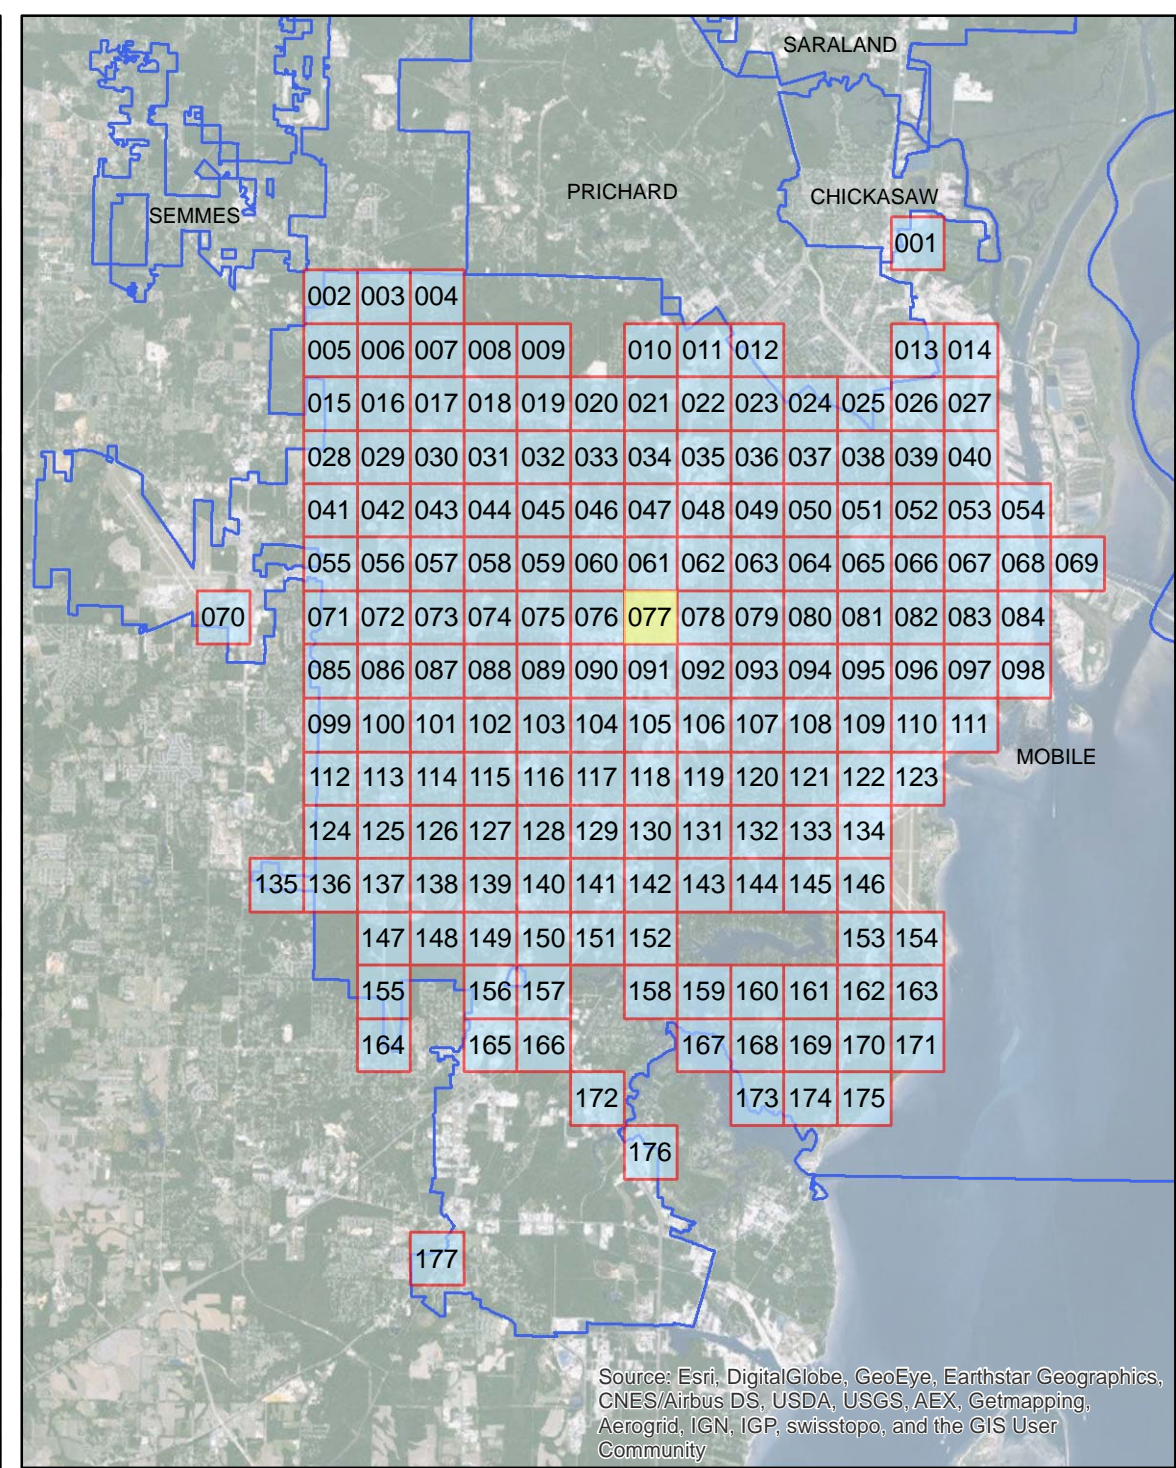 SARALAND
PRICHARD
CHICKASAW
SEMMES
001
002 003 004
005 006 007 008 009 010 011 012 013 014
015 016 017 018 019 020 021 022 023 024 025 026 027
028 029 030 031 032 033 034 035 036 037 038 039 040
041 042 043 044 045 046 047 048 049 050 051 052 053 054
055 056 057 058 059 060 061 062 063 064 065 066 067 068 069
070 071 072 073 074 075 076 077 078 079 080 081 082 083 084
085 086 087 088 089 090 091 092 093 094 095 096 097 098
099 100 101 102 103 104 105 106 107 108 109 110 111
MOBILE
112 113 114 115 116 117 118 119 120 121 122 123
124 125 126 127 128 129 130 131 132 133 134
135 136 137 138 139 140 141 142 143 144 145 146
147 148 149 150 151 152 153 154
155 156 157 158 159 160 161 162 163
164 165 166 167 168 169 170 171
172 173 174 175
176
177
Source: Esri, DigitalGlobe, GeoEye, Earthstar Geographics,
CNES/Airbus DS, USDA, USGS, AEX, Getmapping,
Aerogrid, IGN, IGP, swisstopo, and the GIS User
Community